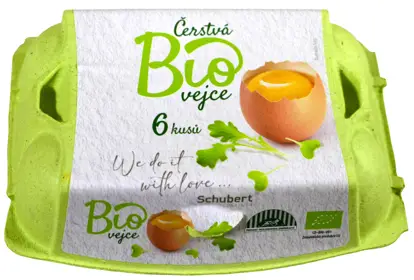 Čerstvá
Bio
vejce
6 kusů
We do it
with love ...
Schubert
Bio
vejce